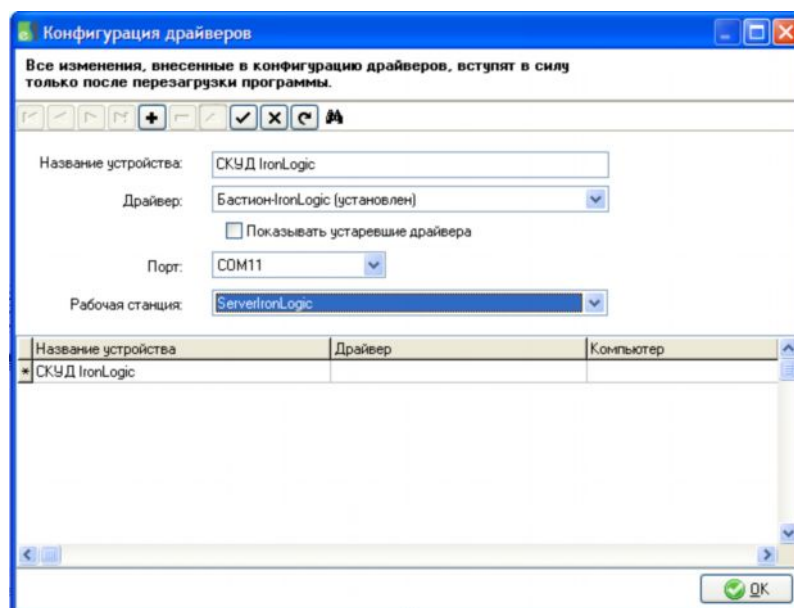 Конфигурация драйверов
Все изменения, внесенные в конфигурацию драйверов, вступят в силу
только после перезагрузки программы.
Название устройства: СКУД IronLogic
Драйвер: Бастион-IronLogic (установлен)
Показывать устаревшие драйвера
Порт: COM11
Рабочая станция: ServerIronLogic
Название устройства Драйвер Компьютер
* СКУД IronLogic
OK